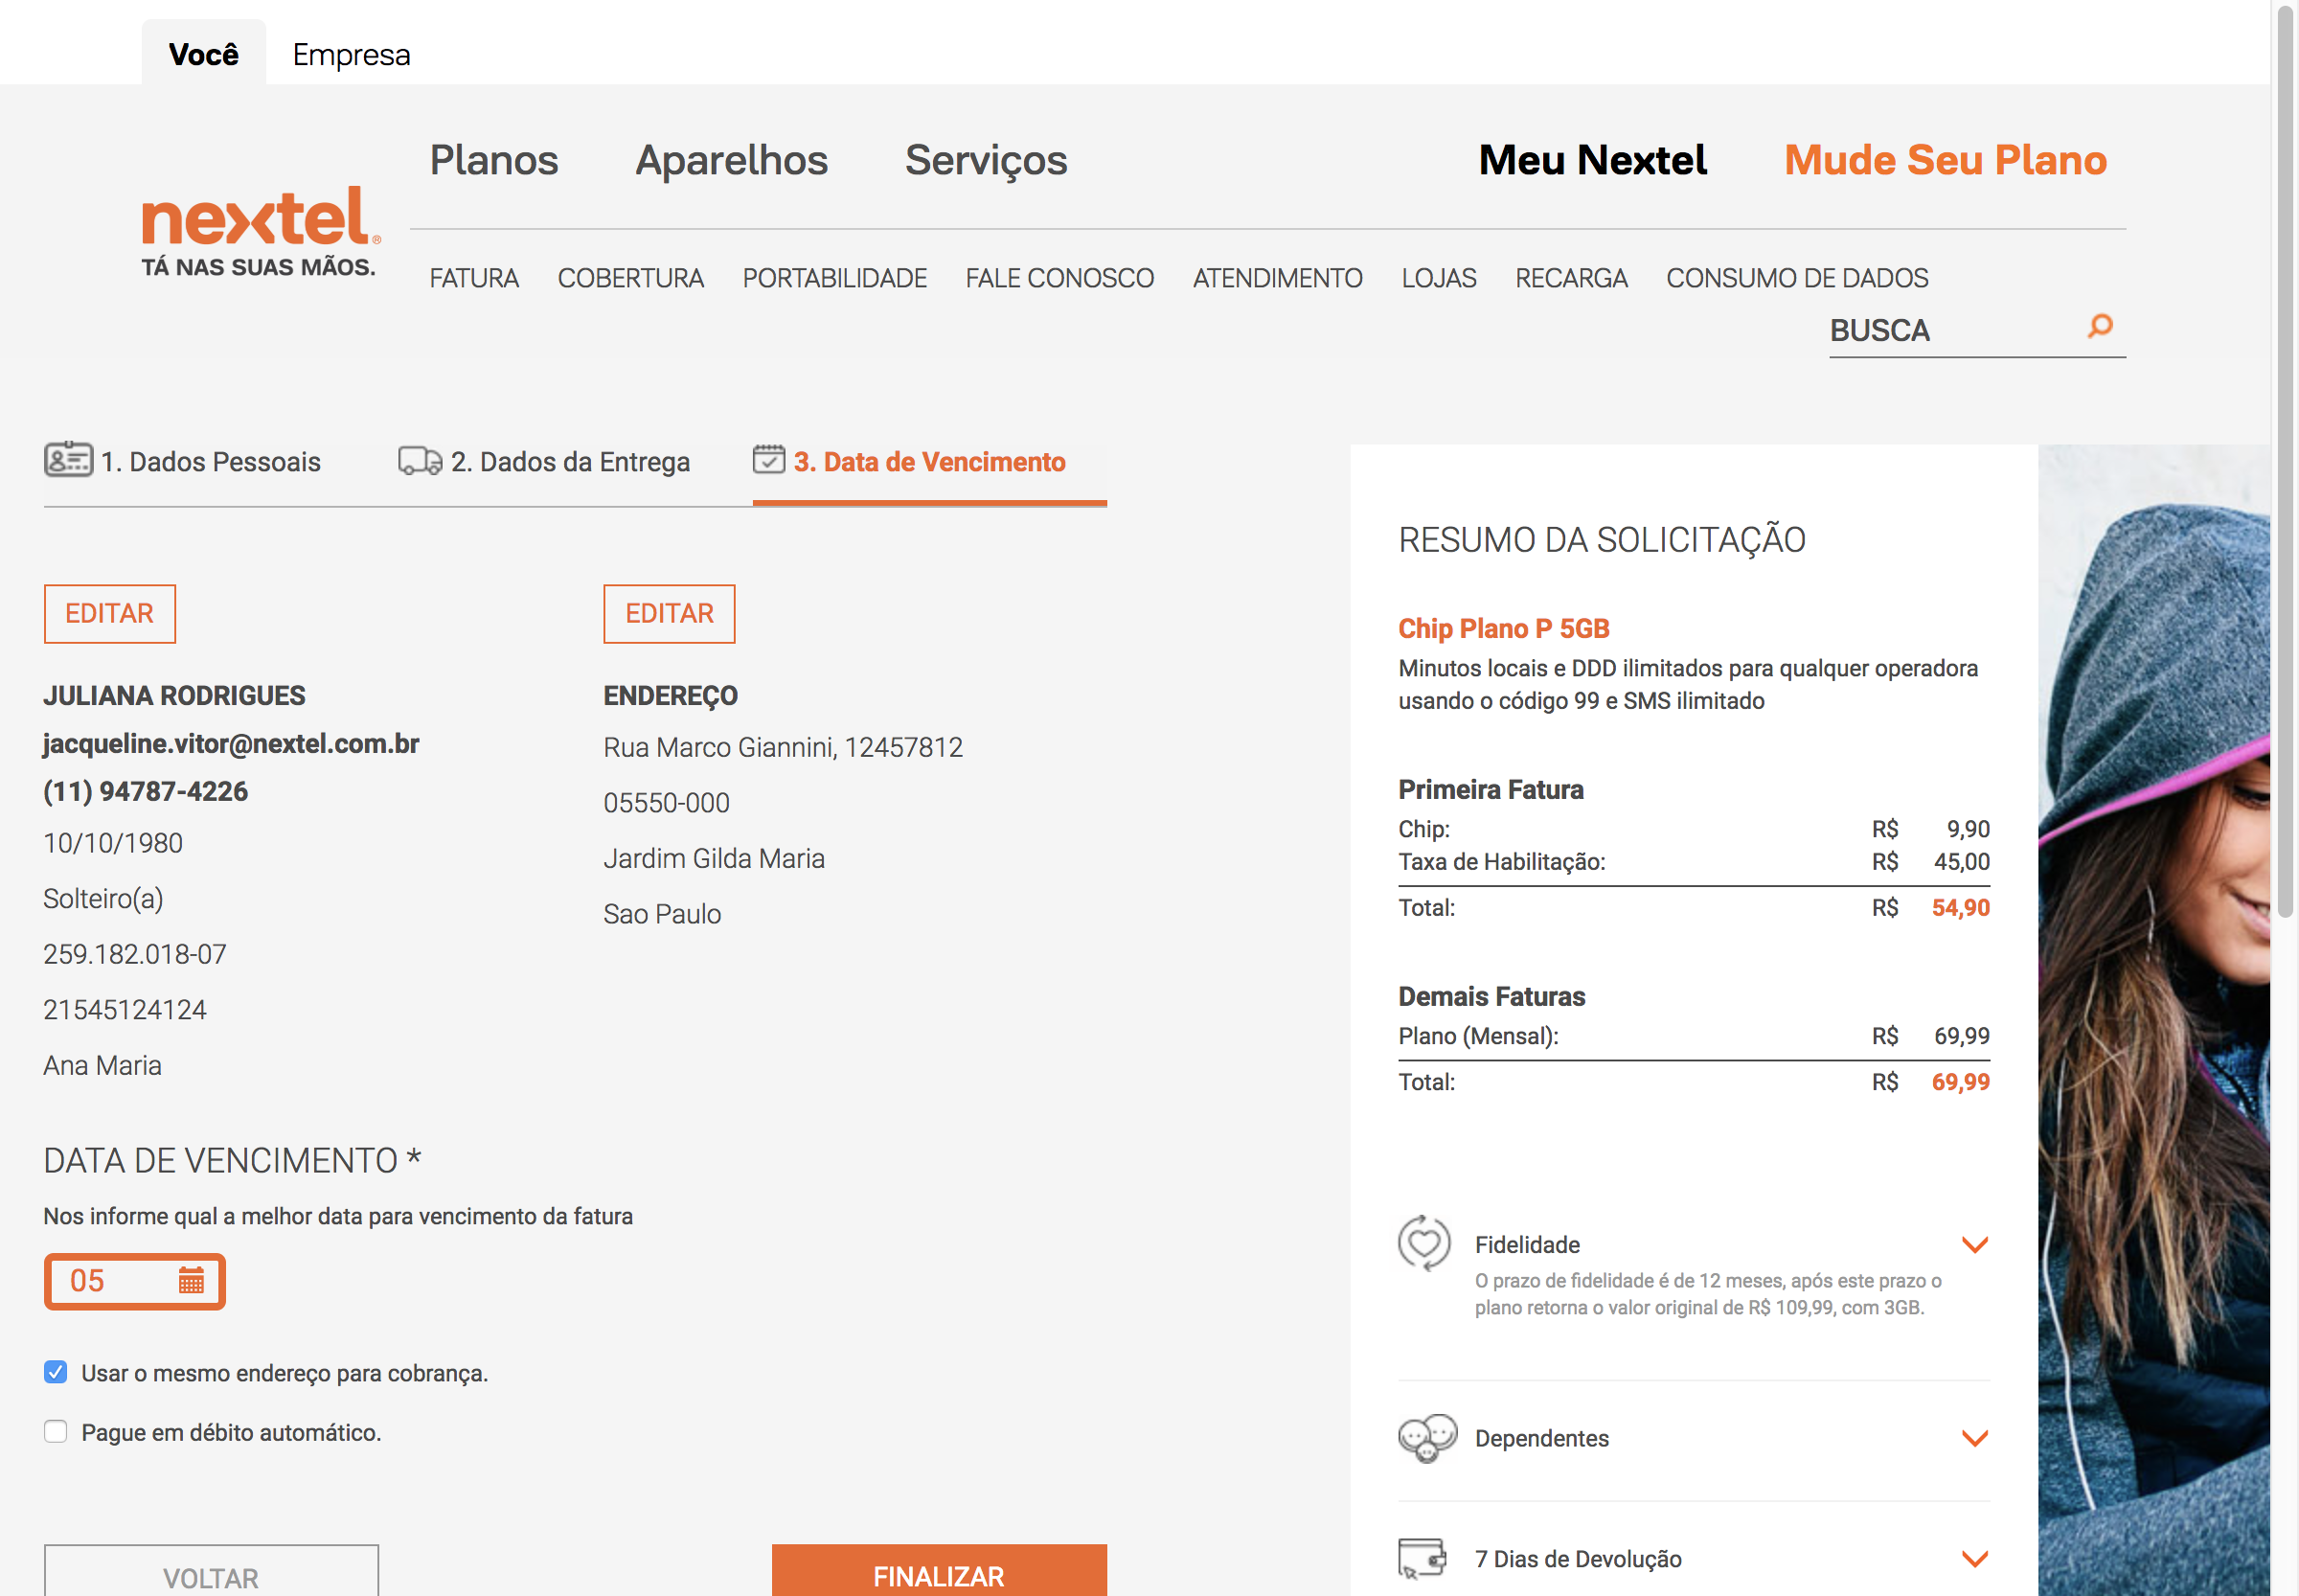 Você Empresa
Planos Aparelhos Serviços Meu Nextel Mude Seu Plano
nextel®
TÁ NAS SUAS MÃOS.
FATURA COBERTURA PORTABILIDADE FALE CONOSCO ATENDIMENTO LOJAS RECARGA CONSUMO DE DADOS
BUSCA
1. Dados Pessoais 2. Dados da Entrega 3. Data de Vencimento
EDITAR
JULIANA RODRIGUES
jacqueline.vitor@nextel.com.br
(11) 94787-4226
10/10/1980
Solteiro(a)
259.182.018-07
21545124124
Ana Maria
EDITAR
ENDEREÇO
Rua Marco Giannini, 12457812
05550-000
Jardim Gilda Maria
Sao Paulo
DATA DE VENCIMENTO *
Nos informe qual a melhor data para vencimento da fatura
05
Usar o mesmo endereço para cobrança.
Pague em débito automático.
VOLTAR FINALIZAR
RESUMO DA SOLICITAÇÃO
Chip Plano P 5GB
Minutos locais e DDD ilimitados para qualquer operadora
usando o código 99 e SMS ilimitado
Primeira Fatura
Chip: R$ 9,90
Taxa de Habilitação: R$ 45,00
Total: R$ 54,90
Demais Faturas
Plano (Mensal): R$ 69,99
Total: R$ 69,99
Fidelidade
O prazo de fidelidade é de 12 meses, após este prazo o
plano retorna o valor original de R$ 109,99, com 3GB.
Dependentes
7 Dias de Devolução